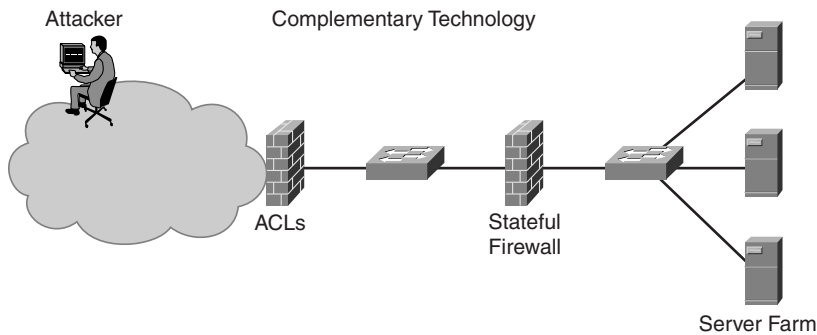 Attacker
Complementary Technology
ACLs
Stateful
Firewall
Server Farm